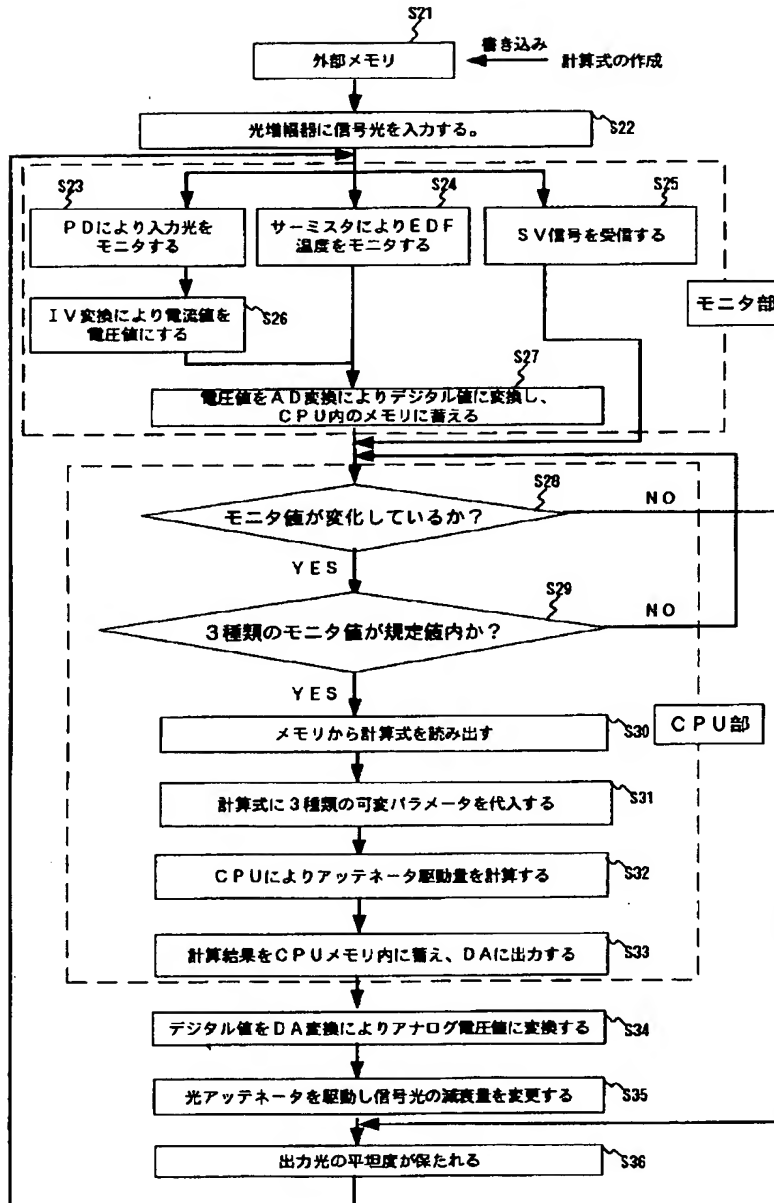 S21
書き込み
外部メモリ
計算式の作成
光増幅器に信号光を入力する。
S22
S23
S24
S25
PDにより入力光を
モニタする
サーミスタによりEDF
温度をモニタする
SV信号を受信する
IV変換により電流値を
電圧値にする
S26
モニタ部
S27
電圧値をAD変換によりデジタル値に変換し、
CPU内のメモリに蓄える
S28
モニタ値が変化しているか?
NO
YES
S29
3種類のモニタ値が規定値内か?
NO
YES
メモリから計算式を読み出す
S30
CPU部
計算式に3種類の可変パラメータを代入する
S31
CPUによりアッテネータ駆動量を計算する
S32
計算結果をCPUメモリ内に蓄え、DAに出力する
S33
デジタル値をDA変換によりアナログ電圧値に変換する
S34
光アッテネータを駆動し信号光の減衰量を変更する
S35
出力光の平坦度が保たれる
S36